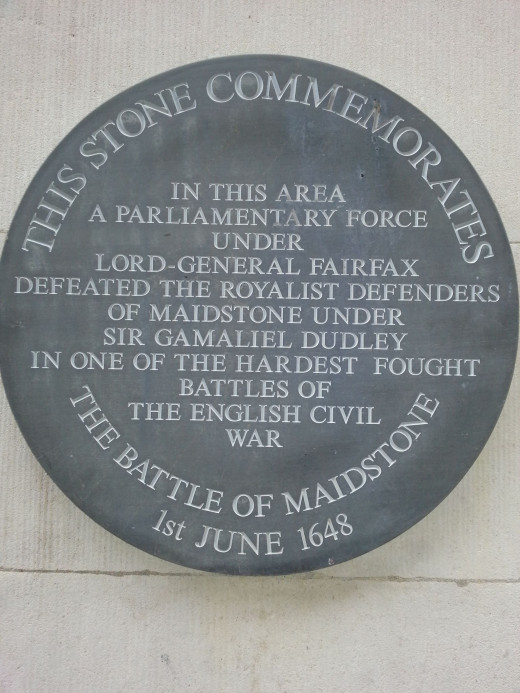 THIS STONE COMMEMORATES
IN THIS AREA
A PARLIAMENTARY FORCE
UNDER
LORD-GENERAL FAIRFAX
DEFEATED THE ROYALIST DEFENDERS
OF MAIDSTONE UNDER
SIR GAMALIEL DUDLEY
IN ONE OF THE HARDEST FOUGHT
BATTLES OF
THE ENGLISH CIVIL
WAR
THE BATTLE OF MAIDSTONE
1st JUNE 1648